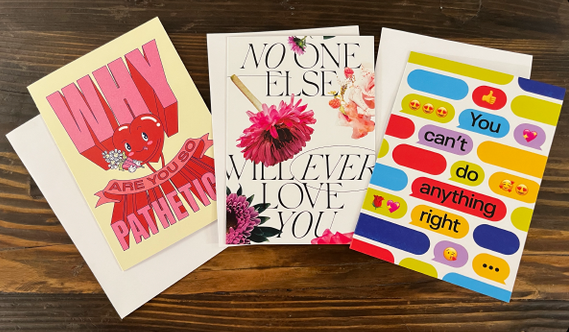 WHY
ARE YOU SO
PATHETIC
NO ONE
ELSE
WILL EVER
LOVE
YOU
You
can't
do
anything
right